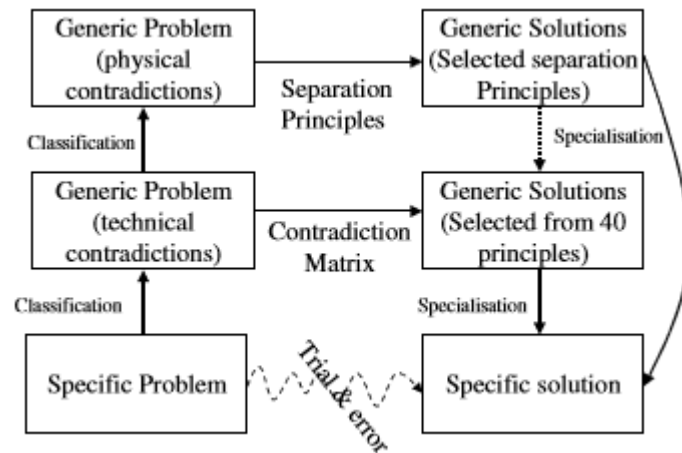 Generic Problem
(physical
contradictions)
Separation
Principles
Generic Solutions
(Selected separation
Principles)
Classification
Specialisation
Generic Problem
(technical
contradictions)
Contradiction
Matrix
Generic Solutions
(Selected from 40
principles)
Classification
Specialisation
Specific Problem
Trial & error
Specific solution